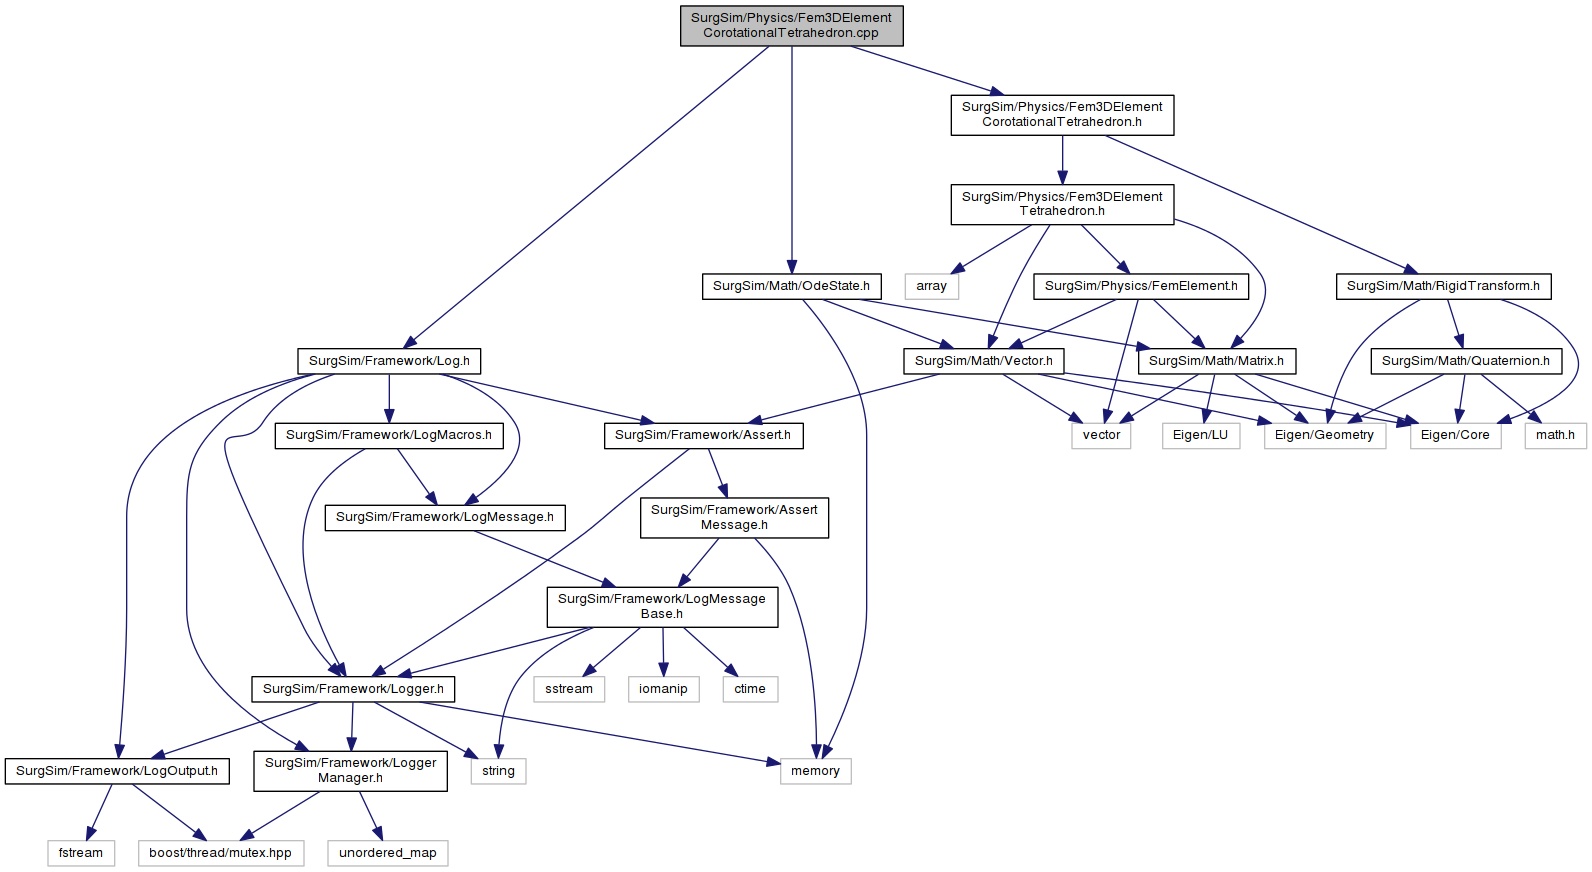 SurgSim/Physics/Fem3DElement
CorotationalTetrahedron.cpp
SurgSim/Physics/Fem3DElement
CorotationalTetrahedron.h
SurgSim/Physics/Fem3DElement
Tetrahedron.h
SurgSim/Math/OdeState.h
array
SurgSim/Physics/FemElement.h
SurgSim/Math/RigidTransform.h
SurgSim/Framework/Log.h
SurgSim/Math/Vector.h
SurgSim/Math/Matrix.h
SurgSim/Math/Quaternion.h
SurgSim/Framework/LogMacros.h
SurgSim/Framework/Assert.h
vector
Eigen/LU
Eigen/Geometry
Eigen/Core
math.h
SurgSim/Framework/LogMessage.h
SurgSim/Framework/Assert
Message.h
SurgSim/Framework/LogMessage
Base.h
SurgSim/Framework/Logger.h
sstream
iomanip
ctime
SurgSim/Framework/LogOutput.h
SurgSim/Framework/Logger
Manager.h
string
memory
fstream
boost/thread/mutex.hpp
unordered_map